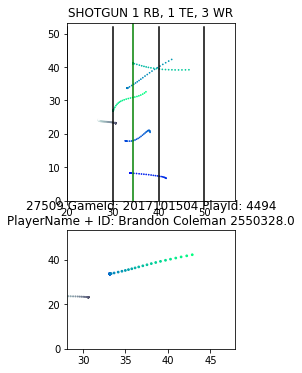 SHOTGUN 1 RB, 1 TE, 3 WR
50
40
30
20
10
0
20 30 40 50
27509 GameId: 2017101504 PlayId: 4494
PlayerName + ID: Brandon Coleman 2550328.0
40
20
0
30 35 40 45